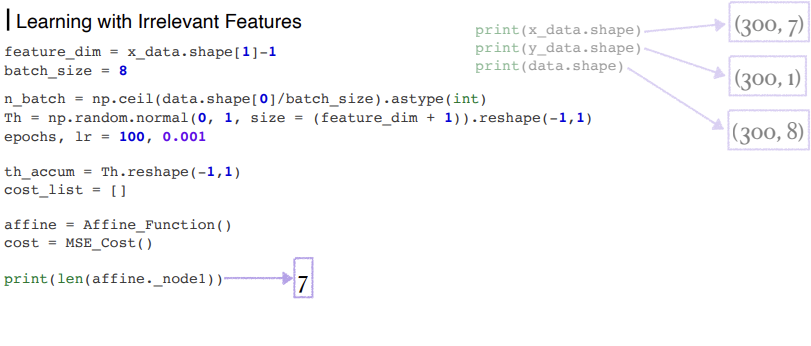 Learning with Irrelevant Features
feature_dim = x_data.shape[1]-1
batch_size = 8
n_batch = np.ceil(data.shape[0]/batch_size).astype(int)
Th = np.random.normal(0, 1, size = (feature_dim + 1)).reshape(-1,1)
epochs, lr = 100, 0.001
th_accum = Th.reshape(-1,1)
cost_list = []
affine = Affine_Function()
cost = MSE_Cost()
print(len(affine._node1))
7
print(x_data.shape)
print(y_data.shape)
print(data.shape)
(300, 7)
(300, 1)
(300, 8)